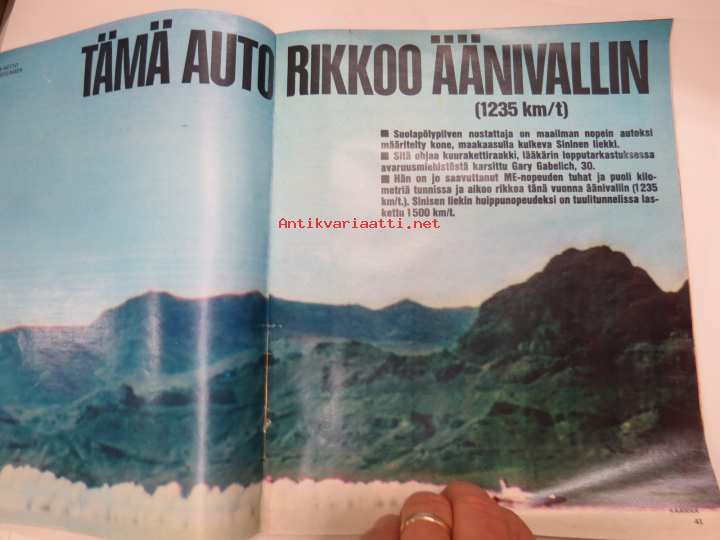 TÄMÄ AUTO RIKKOO ÄÄNIVALLIN
(1235 km/t)
■ Suolapölypilven nostattaja on maailman nopein autoksi
määritelty kone, maakaasulla kulkeva Sininen liekki.
■ Sitä ohjaa kuurakettiraakki, lääkärin lopputarkastuksessa
avaruusmiehistöstä karsittu Gary Gabelich, 30.
■ Hän on jo saavuttanut ME-nopeuden tuhat ja puoli kilo-
metriä tunnissa ja aikoo rikkoa tänä vuonna äänivallin (1235
km/t.). Sinisen liekin huippunopeudeksi on tuulitunnelissa las-
kettu 1500 km/t.
Antikvariaatti.net
41